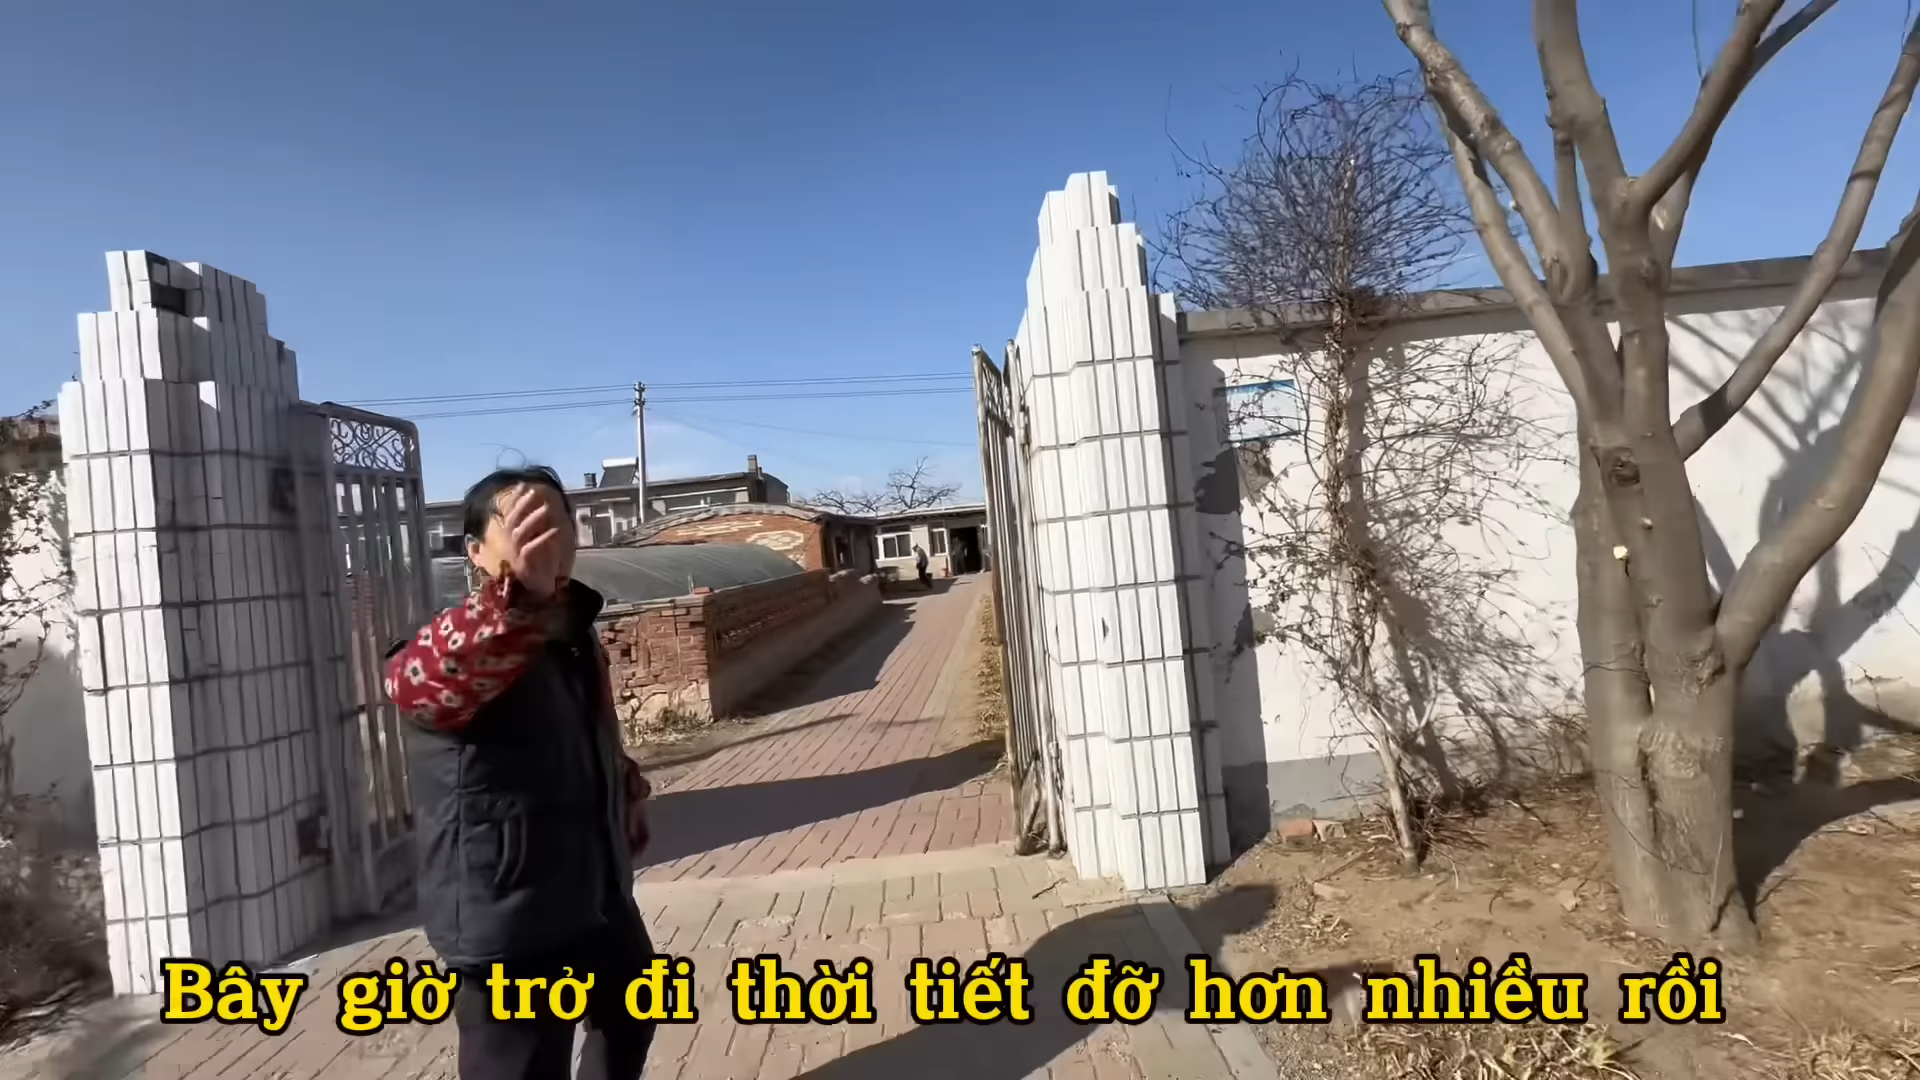 Bây giờ trở đi thời tiết đỡ hơn nhiều rồi